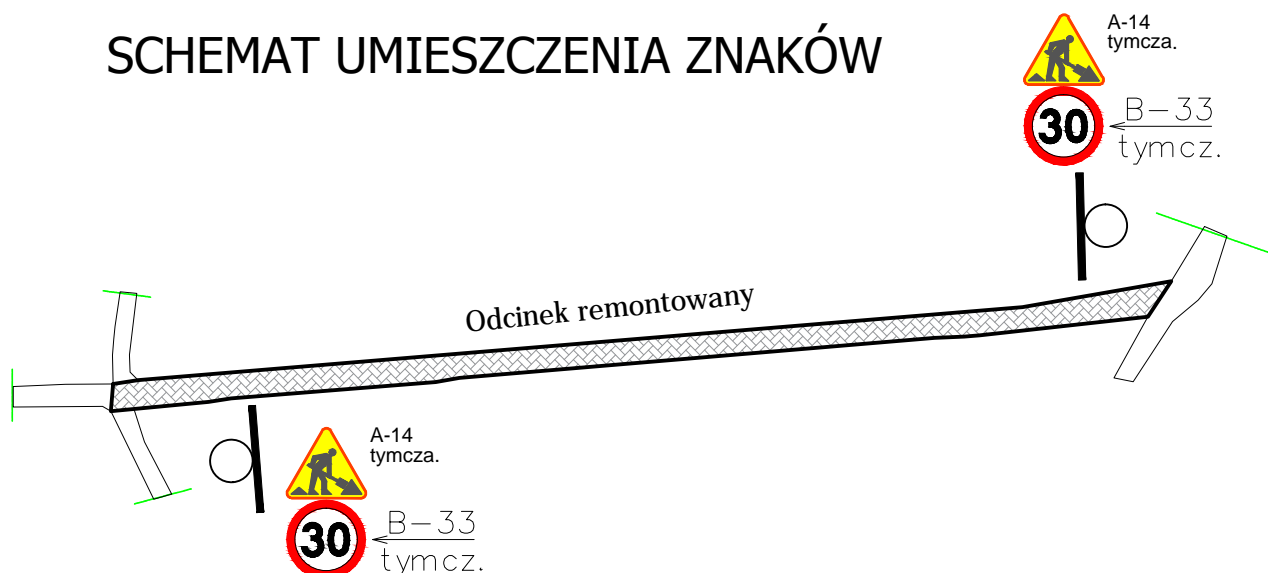 SCHEMAT UMIESZCZENIA ZNAKÓW
A-14
tymcza.
30
B-33
tymcz.
Odcinek remontowany
A-14
tymcza.
30
B-33
tymcz.